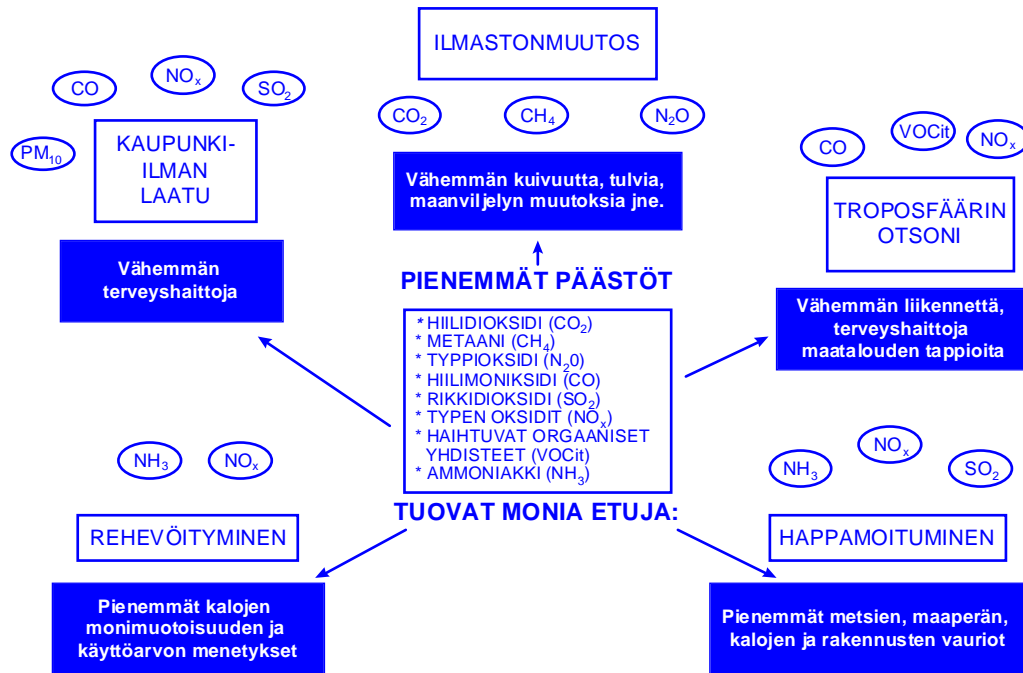 ILMASTONMUUTOS
CO₂
CH₄
N₂O
Vähemmän kuivuutta, tulvia,
maanviljelyn muutoksia jne.
CO
NOₓ
SO₂
PM₁₀
KAUPUNKI-
ILMAN
LAATU
Vähemmän
terveyshaittoja
CO
VOCit
NOₓ
TROPOSFÄÄRIN
OTSONI
Vähemmän liikennettä,
terveyshaittoja
maatalouden tappioita
PIENEMMÄT PÄÄSTÖT
* HIILIDIOKSIDI (CO₂)
* METAANI (CH₄)
* TYPPIOKSIDI (N₂0)
* HIILIMONIKSIDI (CO)
* RIKKIDIOKSIDI (SO₂)
* TYPEN OKSIDIT (NOₓ)
* HAIHTUVAT ORGAANISET
YHDISTEET (VOCit)
* AMMONIAKKI (NH₃)
TUOVAT MONIA ETUJA:
NH₃
NOₓ
REHEVÖITYMINEN
Pienemmät kalojen
monimuotoisuuden ja
käyttöarvon menetykset
NH₃
NOₓ
SO₂
HAPPAMOITUMINEN
Pienemmät metsien, maaperän,
kalojen ja rakennusten vauriot